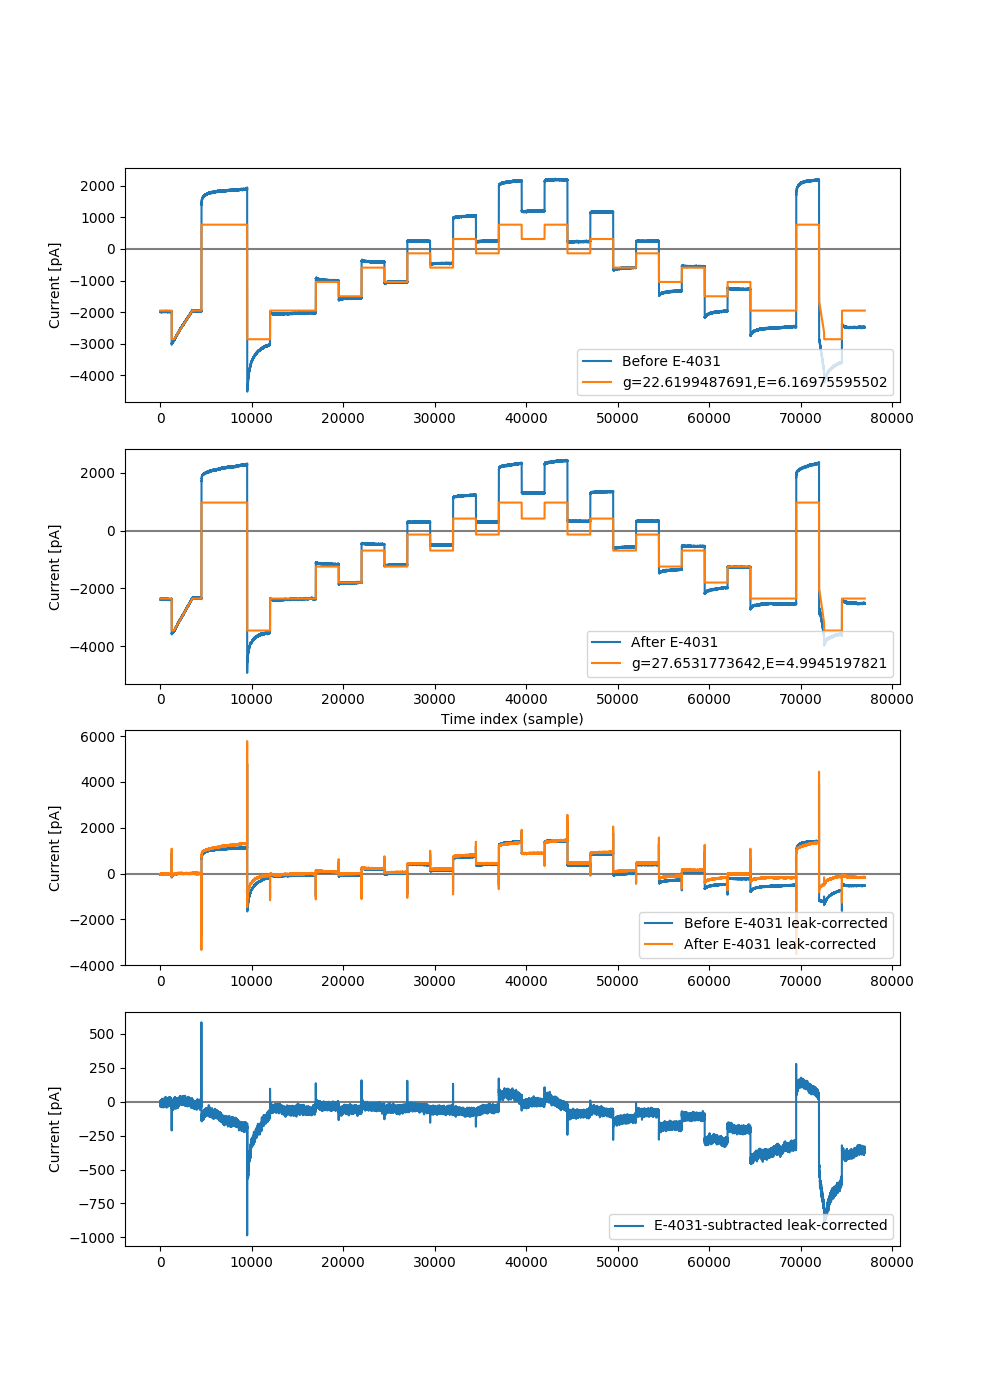 2000
1000
0
−1000
−2000
−3000
−4000
Current [pA]
Before E-4031
g=22.6199487691,E=6.16975595502
0 10000 20000 30000 40000 50000 60000 70000 80000
2000
0
−2000
−4000
Current [pA]
After E-4031
g=27.6531773642,E=4.9945197821
0 10000 20000 30000 40000 50000 60000 70000 80000
Time index (sample)
6000
4000
2000
0
−2000
−4000
Current [pA]
Before E-4031 leak-corrected
After E-4031 leak-corrected
0 10000 20000 30000 40000 50000 60000 70000 80000
500
250
0
−250
−500
−750
−1000
Current [pA]
E-4031-subtracted leak-corrected
0 10000 20000 30000 40000 50000 60000 70000 80000